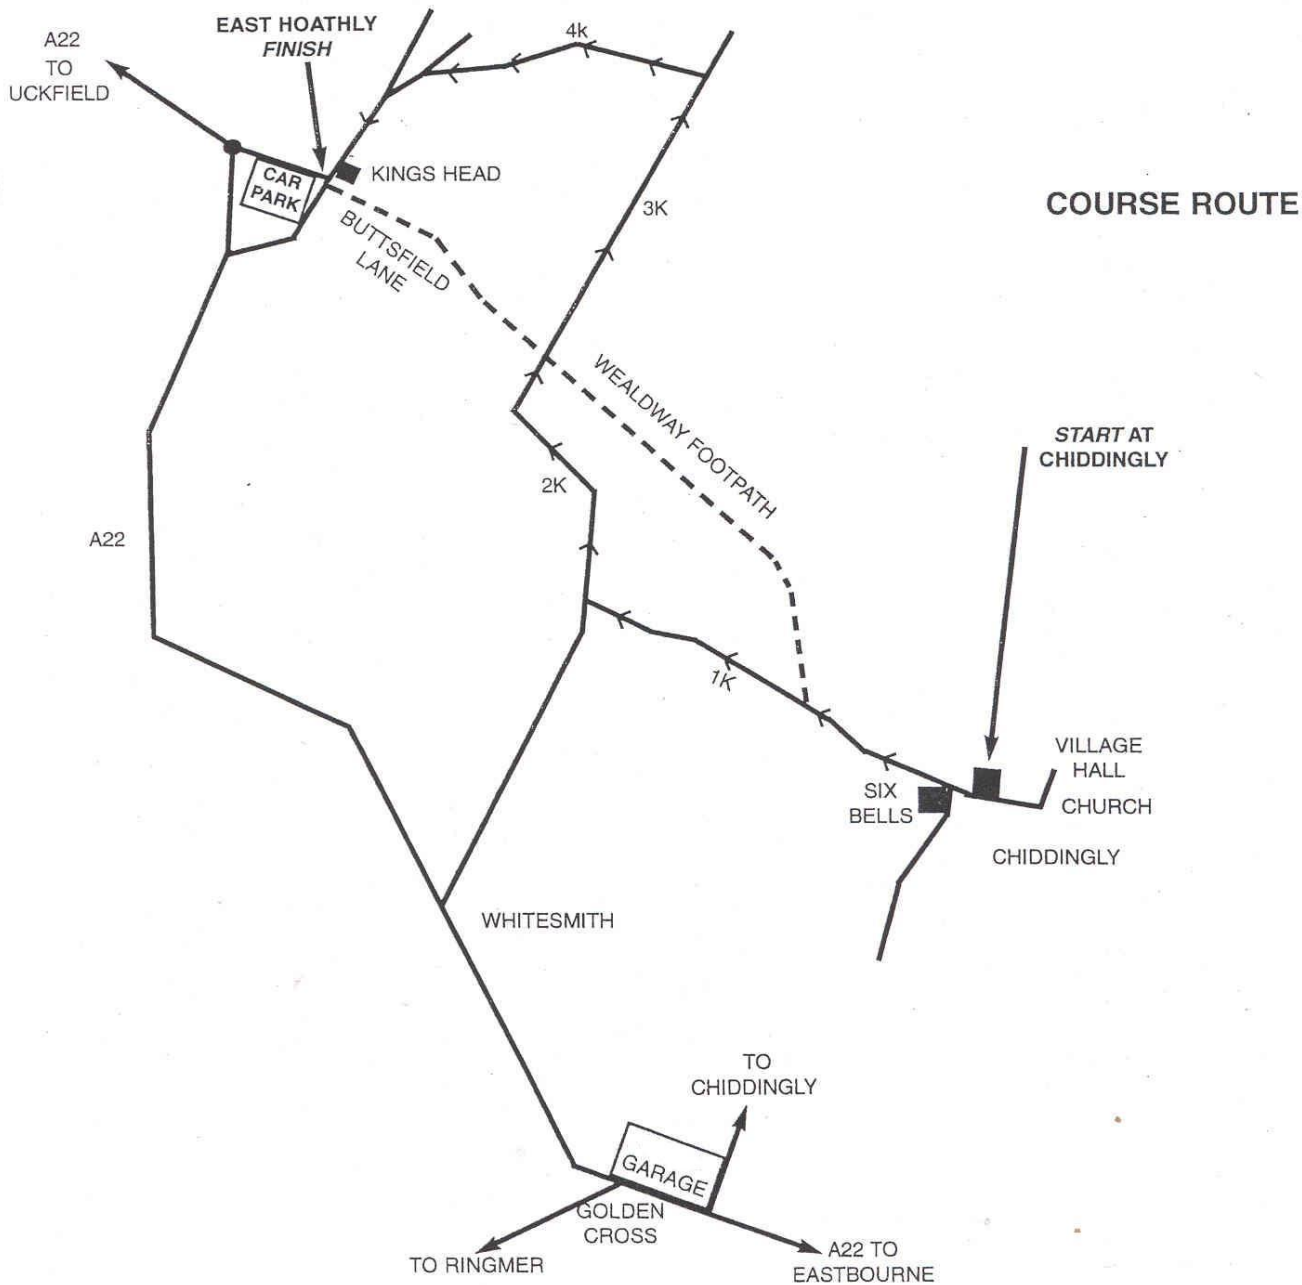 A22
TO
UCKFIELD
EAST HOATHLY
FINISH
4k
CAR
PARK
KINGS HEAD
3K
COURSE ROUTE
BUTTSFIELD
LANE
WEALDWAY FOOTPATH
START AT
CHIDDINGLY
2K
A22
1K
VILLAGE
HALL
SIX
BELLS
CHURCH
CHIDDINGLY
WHITESMITH
TO
CHIDDINGLY
GARAGE
GOLDEN
CROSS
TO RINGMER
A22 TO
EASTBOURNE